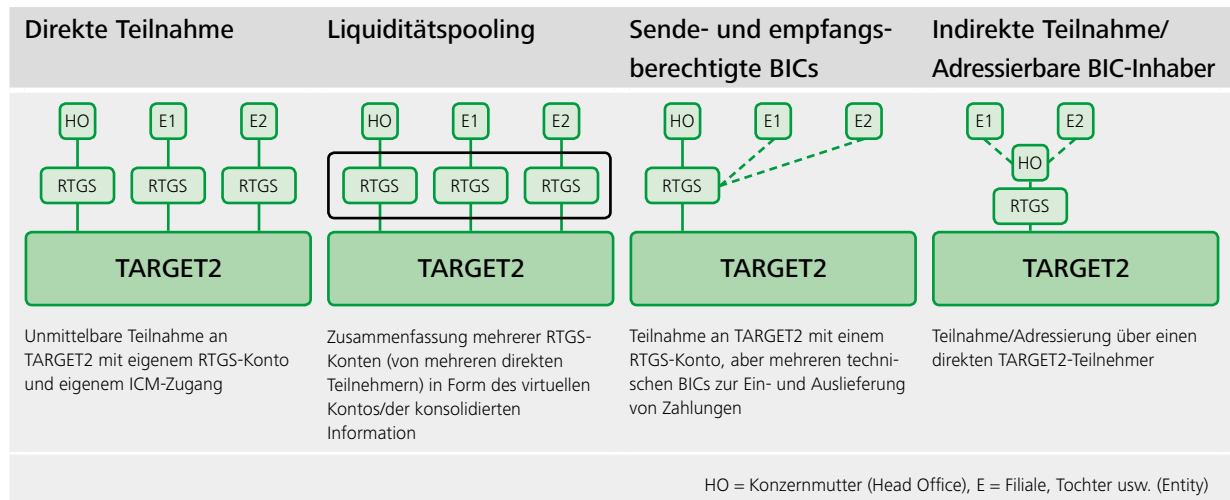 Direkte Teilnahme
Liquiditätspooling
Sende- und empfangs-
berechtigte BICs
Indirekte Teilnahme/
Adressierbare BIC-Inhaber
HO
E1
E2
RTGS
RTGS
RTGS
TARGET2
Unmittelbare Teilnahme an
TARGET2 mit eigenem RTGS-Konto
und eigenem ICM-Zugang
HO
E1
E2
RTGS
RTGS
RTGS
TARGET2
Zusammenfassung mehrerer RTGS-
Konten (von mehreren direkten
Teilnehmern) in Form des virtuellen
Kontos/der konsolidierten
Information
HO
E1
E2
RTGS
TARGET2
Teilnahme an TARGET2 mit einem
RTGS-Konto, aber mehreren techni-
schen BICs zur Ein- und Auslieferung
von Zahlungen
E1
E2
HO
RTGS
TARGET2
Teilnahme/Adressierung über einen
direkten TARGET2-Teilnehmer
HO = Konzernmutter (Head Office), E = Filiale, Tochter usw. (Entity)